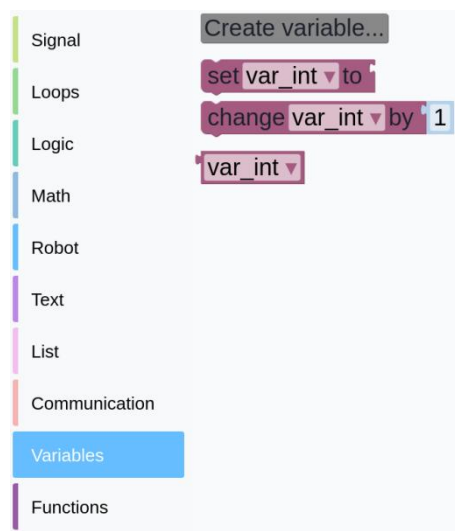 Signal
Loops
Logic
Math
Robot
Text
List
Communication
Variables
Functions
Create variable...
set var_int ▾ to
change var_int ▾ by 1
var_int ▾